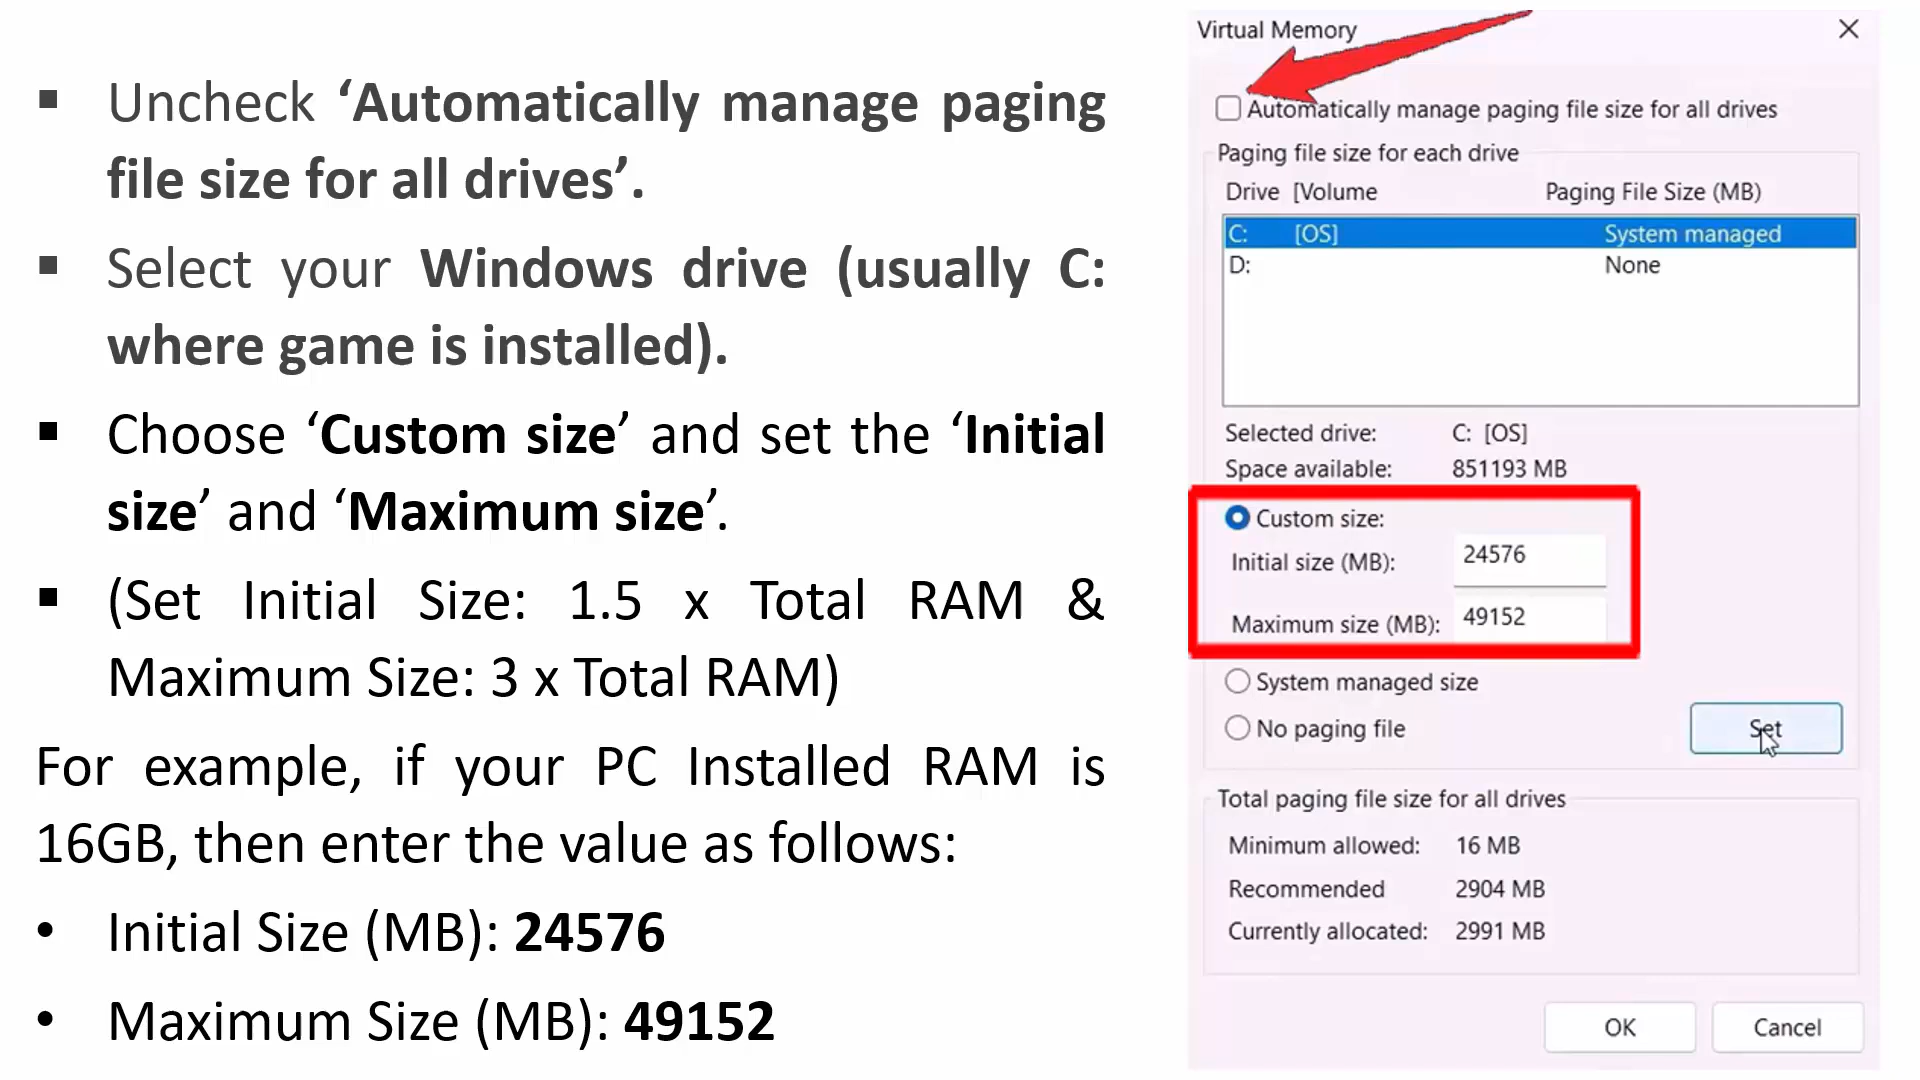 ▪ Uncheck ‘Automatically manage paging
file size for all drives’.
▪ Select your Windows drive (usually C:
where game is installed).
▪ Choose ‘Custom size’ and set the ‘Initial
size’ and ‘Maximum size’.
▪ (Set Initial Size: 1.5 x Total RAM &
Maximum Size: 3 x Total RAM)
For example, if your PC Installed RAM is
16GB, then enter the value as follows:
• Initial Size (MB): 24576
• Maximum Size (MB): 49152
Virtual Memory
Automatically manage paging file size for all drives
Paging file size for each drive
Drive [Volume Paging File Size (MB)
C: [OS] System managed
D: None
Selected drive: C: [OS]
Space available: 851193 MB
Custom size:
Initial size (MB): 24576
Maximum size (MB): 49152
System managed size
No paging file Set
Total paging file size for all drives
Minimum allowed: 16 MB
Recommended 2904 MB
Currently allocated: 2991 MB
OK Cancel